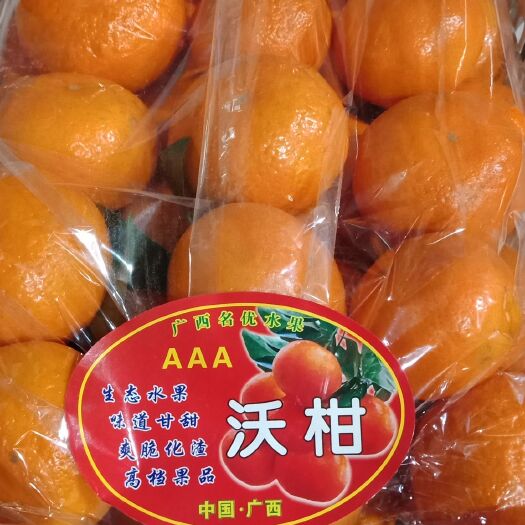 广西名优水果
AAA
生态水果
味道甘甜
爽脆化渣
高档果品
沃柑
中国·广西